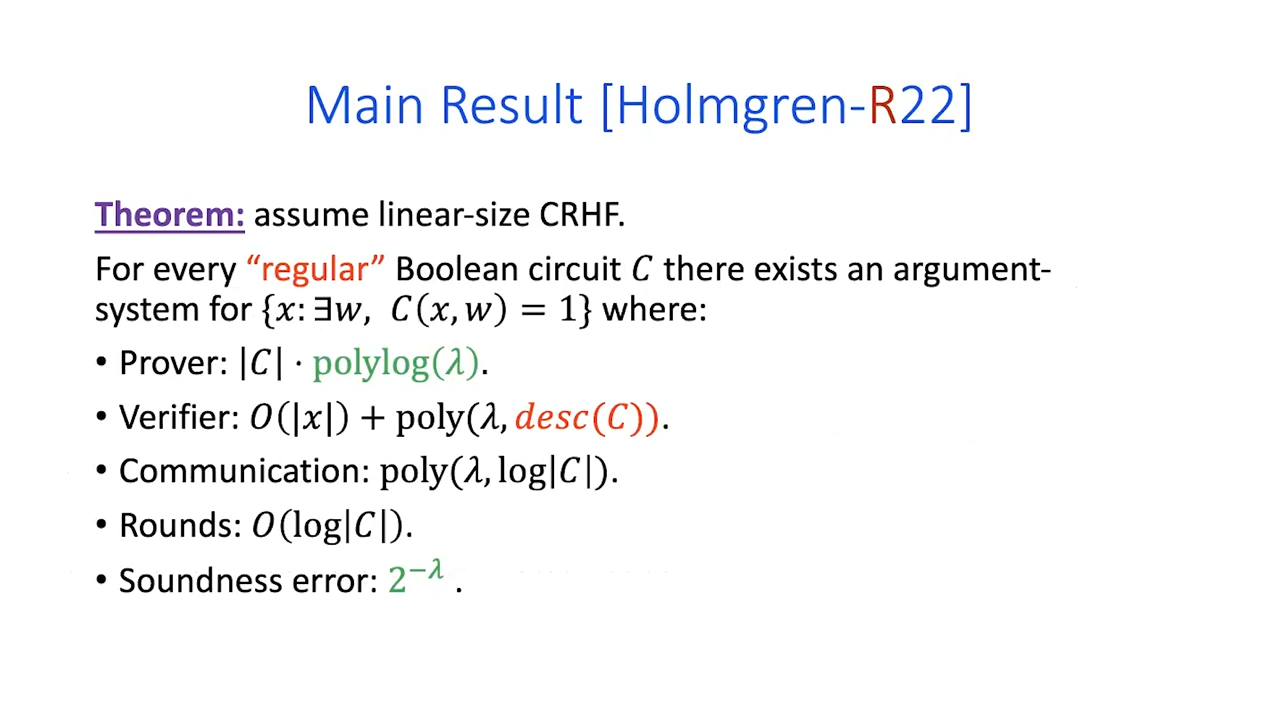 Main Result [Holmgren-R22]
Theorem: assume linear-size CRHF.
For every “regular” Boolean circuit 𝐶 there exists an argument-
system for {𝑥: ∃𝑤, 𝐶(𝑥, 𝑤) = 1} where:
• Prover: |𝐶| · polylog(𝜆).
• Verifier: 𝑂(|𝑥|) + poly(𝜆, 𝑑𝑒𝑠𝑐(𝐶)).
• Communication: poly(𝜆, log|𝐶|).
• Rounds: 𝑂(log|𝐶|).
• Soundness error: 2^{−𝜆} .